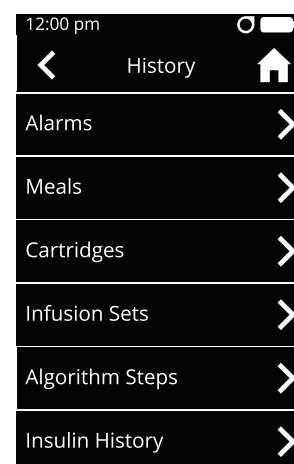 12:00 pm
History
Alarms
Meals
Cartridges
Infusion Sets
Algorithm Steps
Insulin History